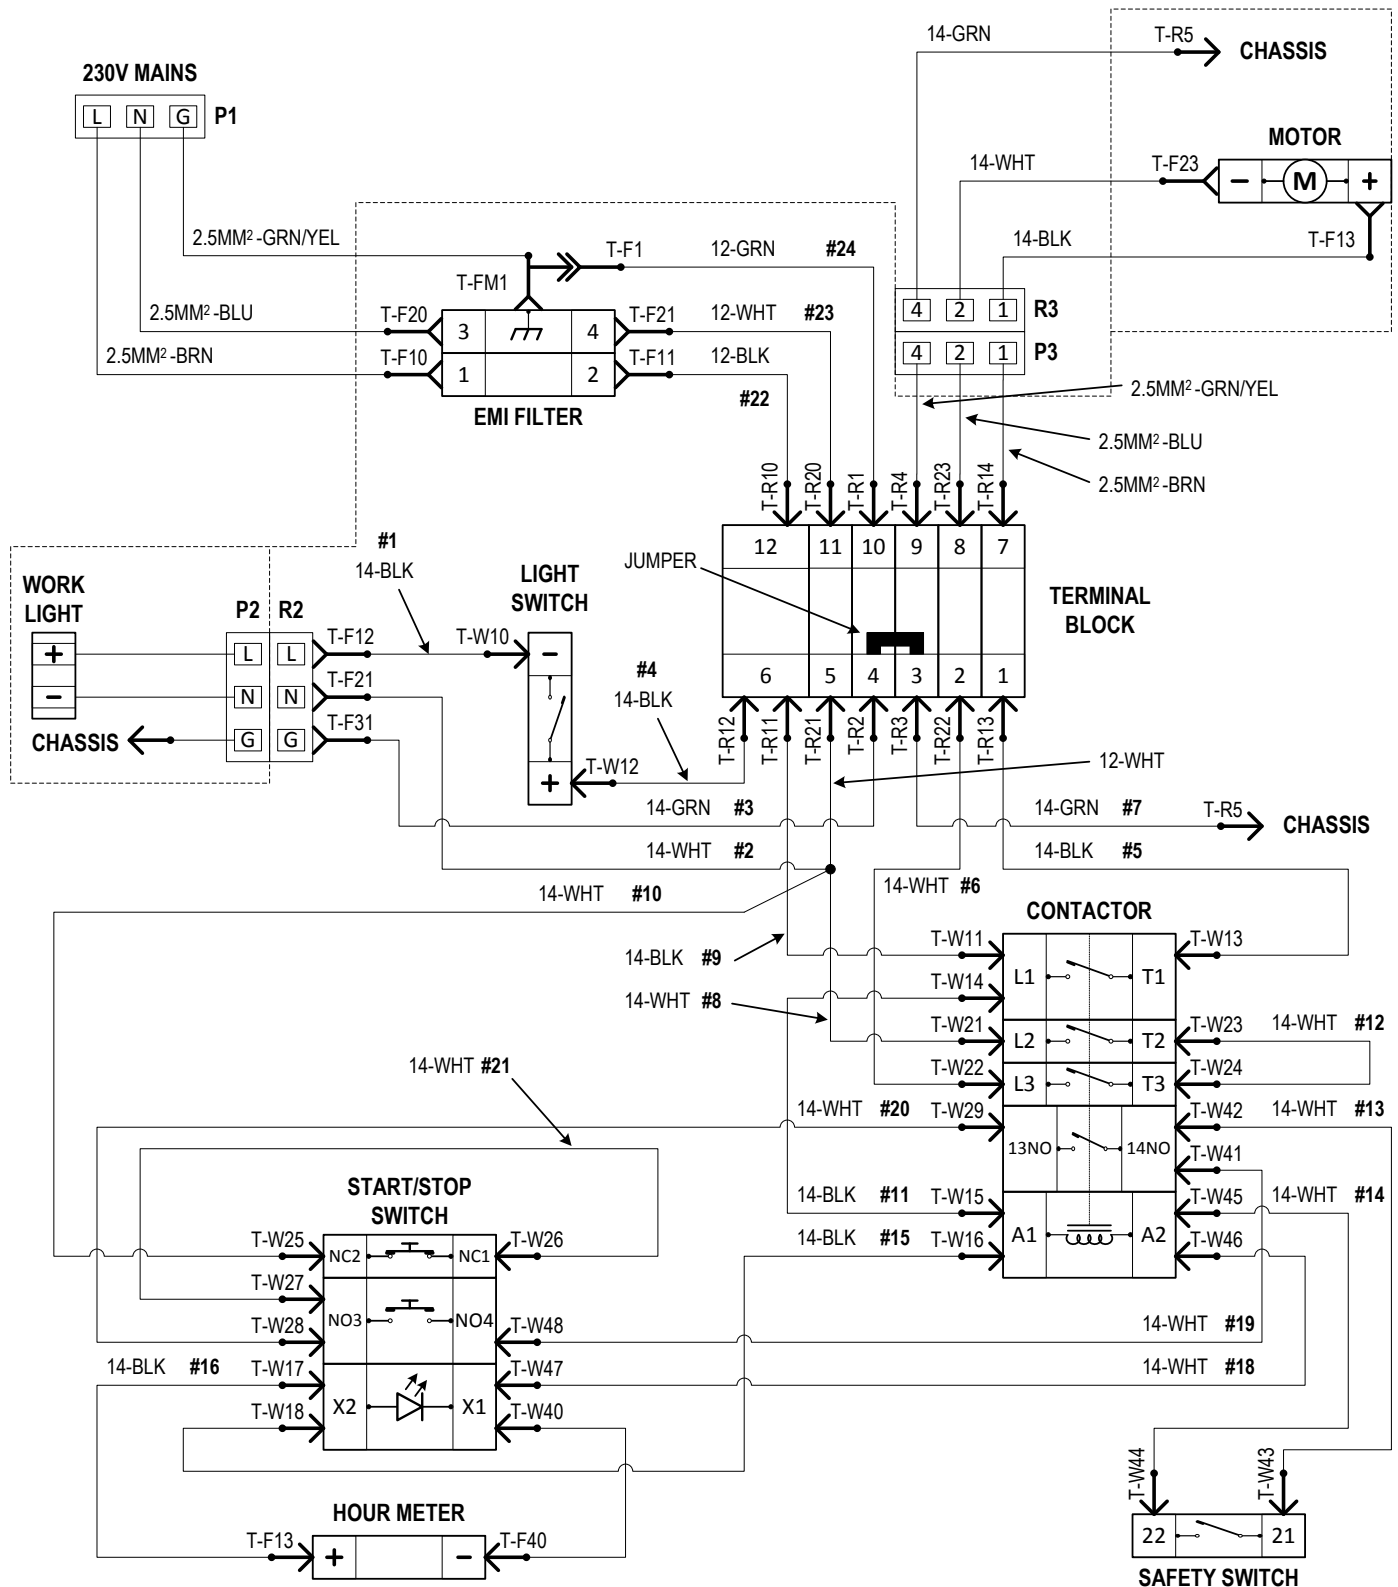 14-GRN T-R5 CHASSIS
230V MAINS
L N G P1
MOTOR
14-WHT T-F23 - M +
2.5MM²-GRN/YEL T-F1 12-GRN #24 14-BLK T-F13
T-FM1
2.5MM²-BLU T-F20 3 4 T-F21 12-WHT #23 4 2 1 R3
2.5MM²-BRN T-F10 1 2 T-F11 12-BLK 4 2 1 P3
#22 2.5MM²-GRN/YEL
EMI FILTER
2.5MM²-BLU
2.5MM²-BRN
T-R10 T-R20 T-R1 T-R4 T-R23 T-R14
12 11 10 9 8 7
#1
14-BLK
JUMPER
LIGHT
SWITCH
WORK
LIGHT
P2 R2
TERMINAL
BLOCK
+ L L T-F12 T-W10 -
#4
14-BLK
6 5 4 3 2 1
- N N T-F21
T-F31
CHASSIS G G
T-R12 T-R11 T-R21 T-R2 T-R3 T-R22 T-R13
+ T-W12
12-WHT
14-GRN #3 14-GRN #7 T-R5 CHASSIS
14-WHT #2 14-BLK #5
14-WHT #10 14-WHT #6
CONTACTOR
14-BLK #9 T-W11 L1 T1 T-W13
T-W14
14-WHT #8
T-W21 L2 T2 T-W23 14-WHT #12
T-W22 L3 T3 T-W24
14-WHT #21
14-WHT #20 T-W29 13NO 14NO T-W42 14-WHT #13
T-W41
START/STOP
SWITCH
14-BLK #11 T-W15 A1 A2 T-W45 14-WHT #14
14-BLK #15 T-W16 T-W46
T-W25 NC2 NC1 T-W26
T-W27 NO3 NO4
T-W28 T-W48 14-WHT #19
14-BLK #16 T-W17 X2 X1 T-W47 14-WHT #18
T-W18 T-W40
T-W44 T-W43
HOUR METER
T-F13 + - T-F40
22 21
SAFETY SWITCH